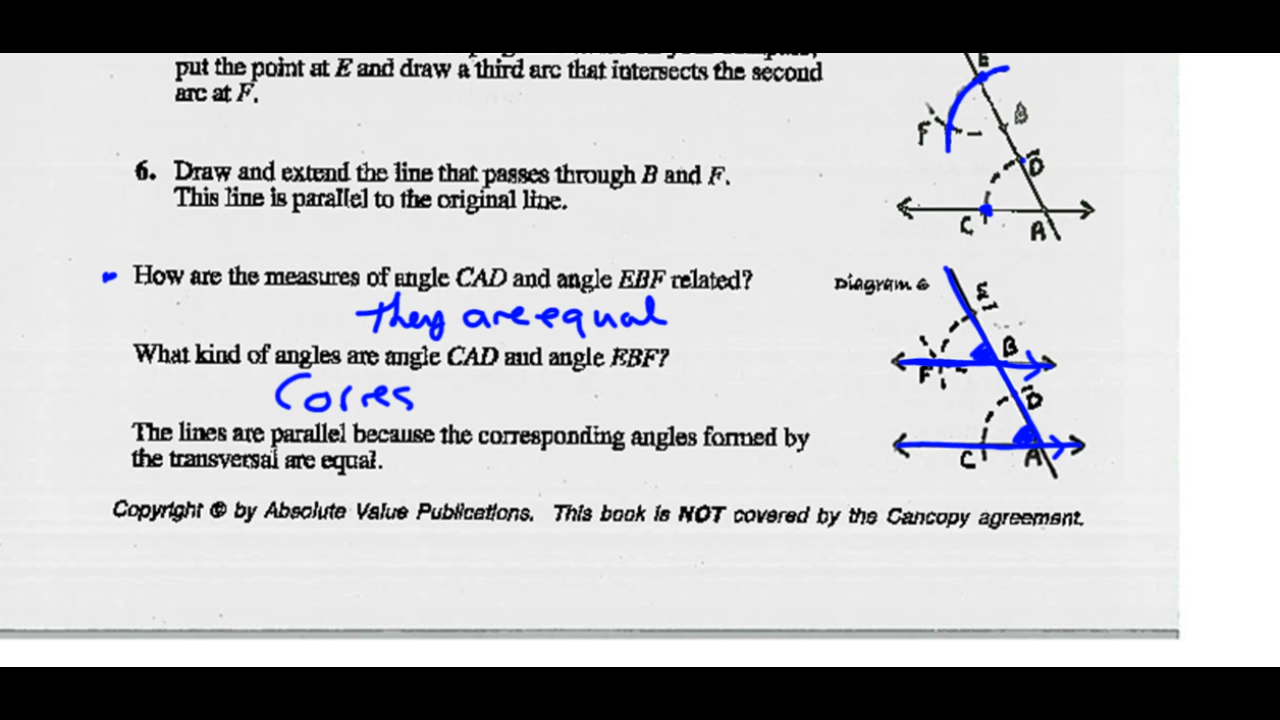 put the point at E and draw a third arc that intersects the second
arc at F.
E
B
F
D
C
A
6. Draw and extend the line that passes through B and F.
This line is parallel to the original line.
How are the measures of angle CAD and angle EBF related?
they are equal
What kind of angles are angle CAD and angle EBF?
Corres
The lines are parallel because the corresponding angles formed by
the transversal are equal.
Diagram 6
E
B
F
D
C
A
Copyright © by Absolute Value Publications. This book is NOT covered by the Cancopy agreement.